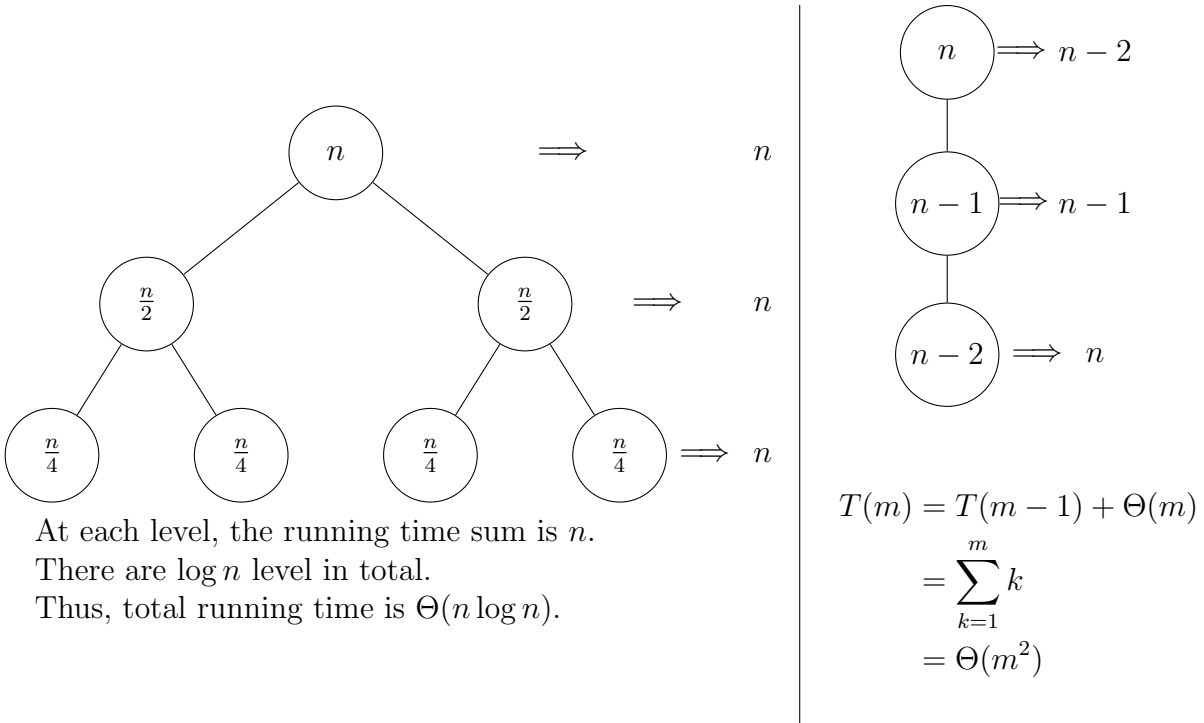 n ⟹ n
n/2 n/2 ⟹ n
n/4 n/4 n/4 n/4 ⟹ n
At each level, the running time sum is n.
There are log n level in total.
Thus, total running time is Θ(n log n).
n ⟹ n − 2
n − 1 ⟹ n − 1
n − 2 ⟹ n
T(m) = T(m − 1) + Θ(m)
= ∑_{k=1}^{m} k
= Θ(m²)